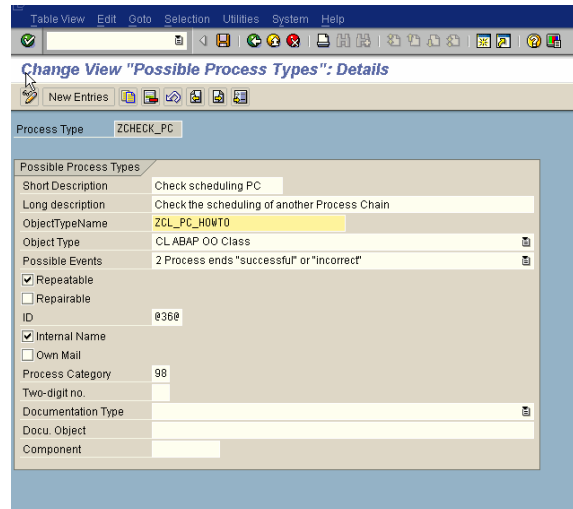 Table View Edit Goto Selection Utilities System Help
Change View "Possible Process Types": Details
New Entries
Process Type ZCHECK_PC
Possible Process Types
Short Description Check scheduling PC
Long description Check the scheduling of another Process Chain
ObjectTypeName ZCL_PC_HOWTO
Object Type CL ABAP OO Class
Possible Events 2 Process ends "successful" or "incorrect"
Repeatable
Repairable
ID @36@
Internal Name
Own Mail
Process Category 98
Two-digit no.
Documentation Type
Docu. Object
Component